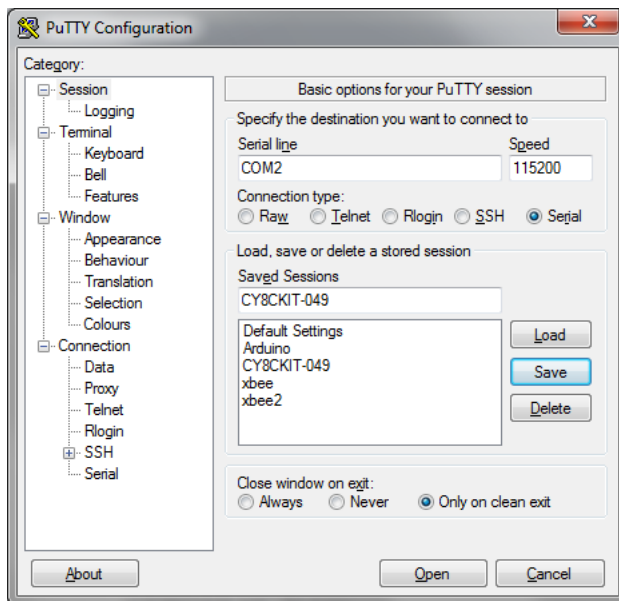 PuTTY Configuration
Category:
Session
Logging
Terminal
Keyboard
Bell
Features
Window
Appearance
Behaviour
Translation
Selection
Colours
Connection
Data
Proxy
Telnet
Rlogin
SSH
Serial
Basic options for your PuTTY session
Specify the destination you want to connect to
Serial line Speed
COM2 115200
Connection type:
Raw Telnet Rlogin SSH Serial
Load, save or delete a stored session
Saved Sessions
CY8CKIT-049
Default Settings
Arduino
CY8CKIT-049
xbee
xbee2
Load
Save
Delete
Close window on exit:
Always Never Only on clean exit
About Open Cancel